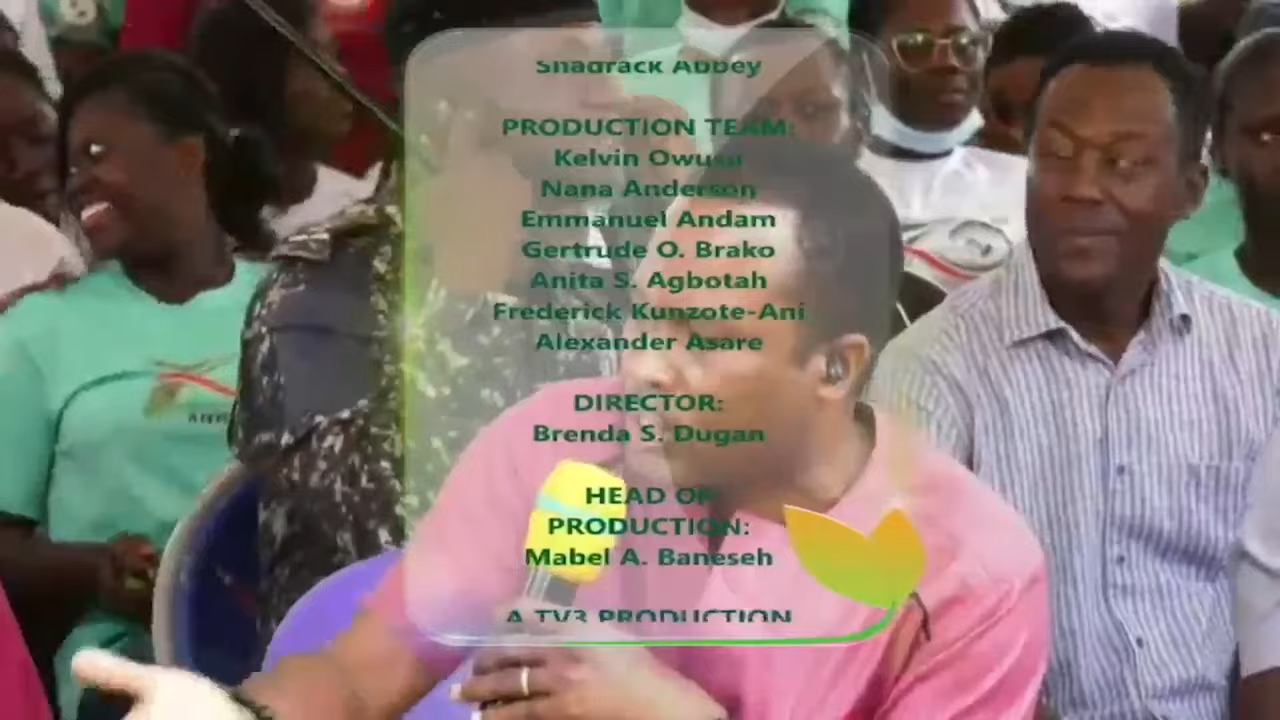 Shadrack Abbey
PRODUCTION TEAM:
Kelvin Owusu
Nana Anderson
Emmanuel Andam
Gertrude O. Brako
Anita S. Agbotah
Frederick Kunzote-Ani
Alexander Asare
DIRECTOR:
Brenda S. Dugan
HEAD OF
PRODUCTION:
Mabel A. Baneseh
A TV3 PRODUCTION